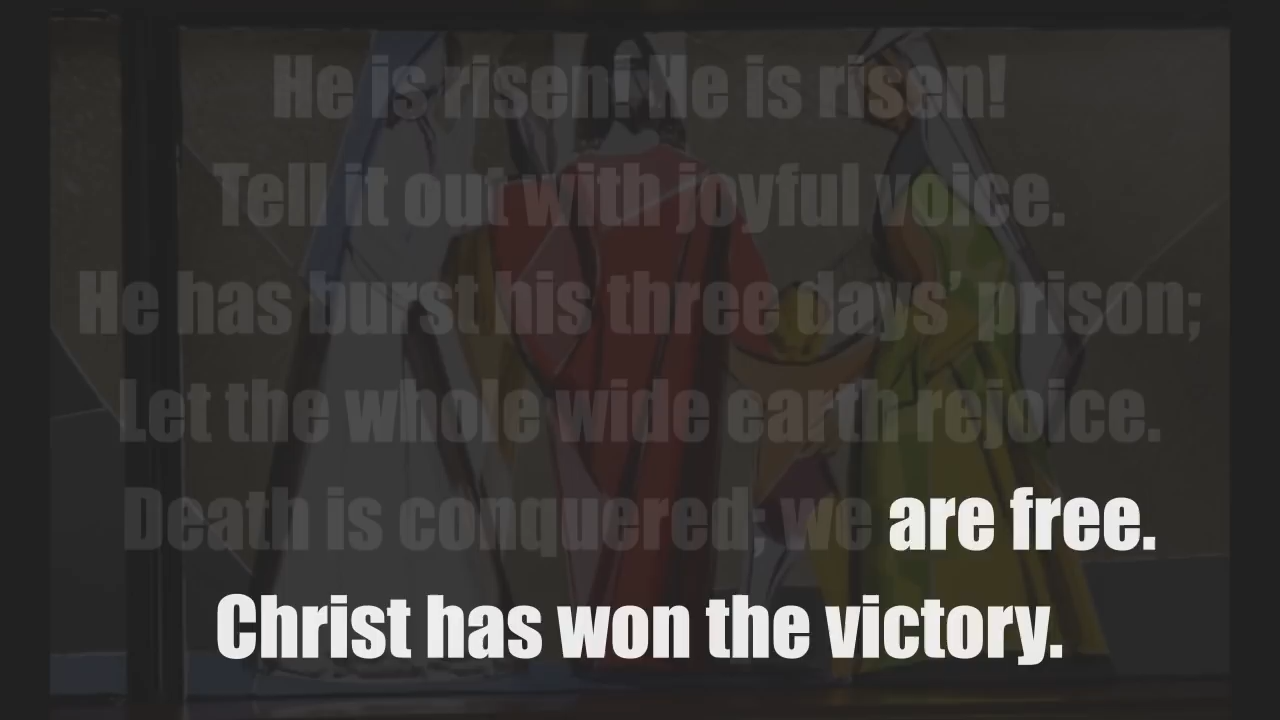 He is risen! He is risen!
Tell it out with joyful voice.
He has burst his three days’ prison;
Let the whole wide earth rejoice.
Death is conquered; we are free.
Christ has won the victory.